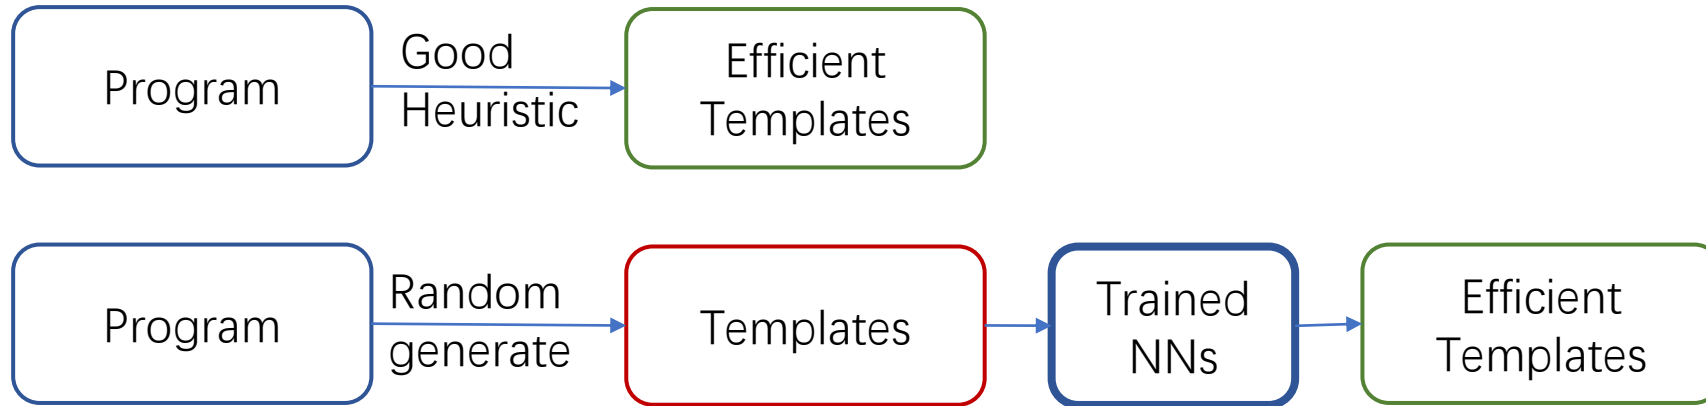 Program
Good
Heuristic
Efficient
Templates
Program
Random
generate
Templates
Trained
NNs
Efficient
Templates